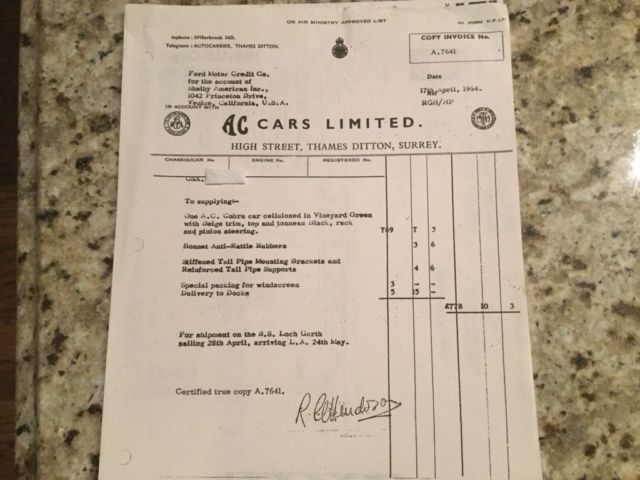 ON AIR MINISTRY APPROVED LIST
COPY INVOICE No.
A.7641.
Telegrams : AUTOCARRIER, THAMES DITTON.
Ford Motor Credit Co.
for the account of
Shelby American Inc.,
1042 Princeton Drive,
Venice, California, U.S.A.
Date
April, 1964.
RGH/MP
IN ACCOUNT WITH
AC CARS LIMITED.
HIGH STREET, THAMES DITTON, SURREY.
CHASSIS/CAR No. ENGINE No. REGISTERED No.
CSX.
To supplying:-
One A.C. Cobra car cellulosed in Vineyard Green
with Beige trim, top and tonneau Black, rack
and pinion steering. 769 7 3
Bonnet Anti-Rattle Rubbers 3 6
Stiffened Tail Pipe Mounting Brackets and
Reinforced Tail Pipe Supports 4 6
Special packing for windscreen 3 - -
Delivery to Docks 5 15 -
£778 10 3
For shipment on the S.S. Loch Garth
sailing 28th April, arriving L.A. 24th May.
Certified true copy A.7641.